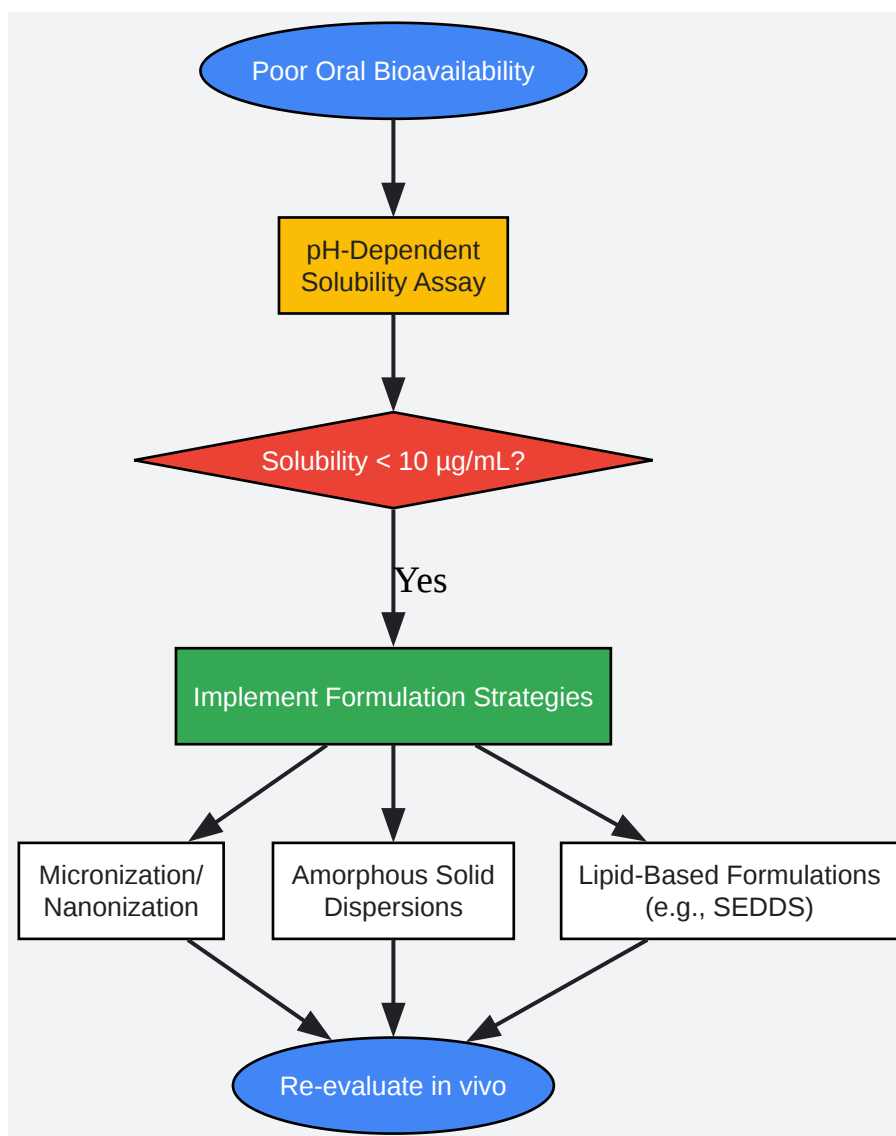 Poor Oral Bioavailability
pH-Dependent
Solubility Assay
Solubility < 10 µg/mL?
Yes
Implement Formulation Strategies
Micronization/
Nanonization
Amorphous Solid
Dispersions
Lipid-Based Formulations
(e.g., SEDDS)
Re-evaluate in vivo